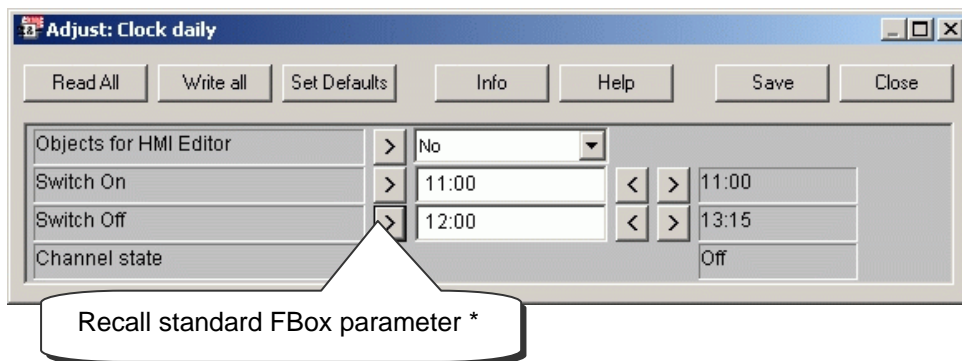 Adjust: Clock daily
Read All Write all Set Defaults Info Help Save Close
Objects for HMI Editor > No
Switch On > 11:00 < > 11:00
Switch Off > 12:00 < > 13:15
Channel state Off
Recall standard FBox parameter *